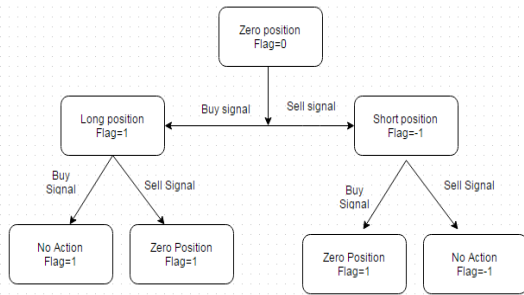 Zero position
Flag=0
Buy signal
Sell signal
Long position
Flag=1
Short position
Flag=-1
Buy
Signal
Sell Signal
Buy
Signal
Sell Signal
No Action
Flag=1
Zero Position
Flag=1
Zero Position
Flag=1
No Action
Flag=-1